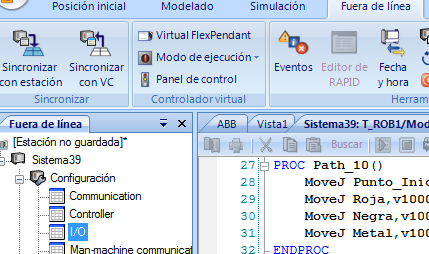 Posición inicial Modelado Simulación Fuera de línea
Sincronizar con estación
Sincronizar con VC
Sincronizar
Virtual FlexPendant
Modo de ejecución
Panel de control
Controlador virtual
Eventos
Editor de RAPID
Fecha y hora
Herram
Fuera de línea
[Estación no guardada]*
Sistema39
Configuración
Communication
Controller
I/O
Man-machine communicat
ABB Vista1 Sistema39: T_ROB1/Mod
Buscar
27 PROC Path_10()
28 MoveJ Punto_Inic
29 MoveJ Roja,v1000
30 MoveJ Negra,v100
31 MoveJ Metal,v100
32 ENDPROC